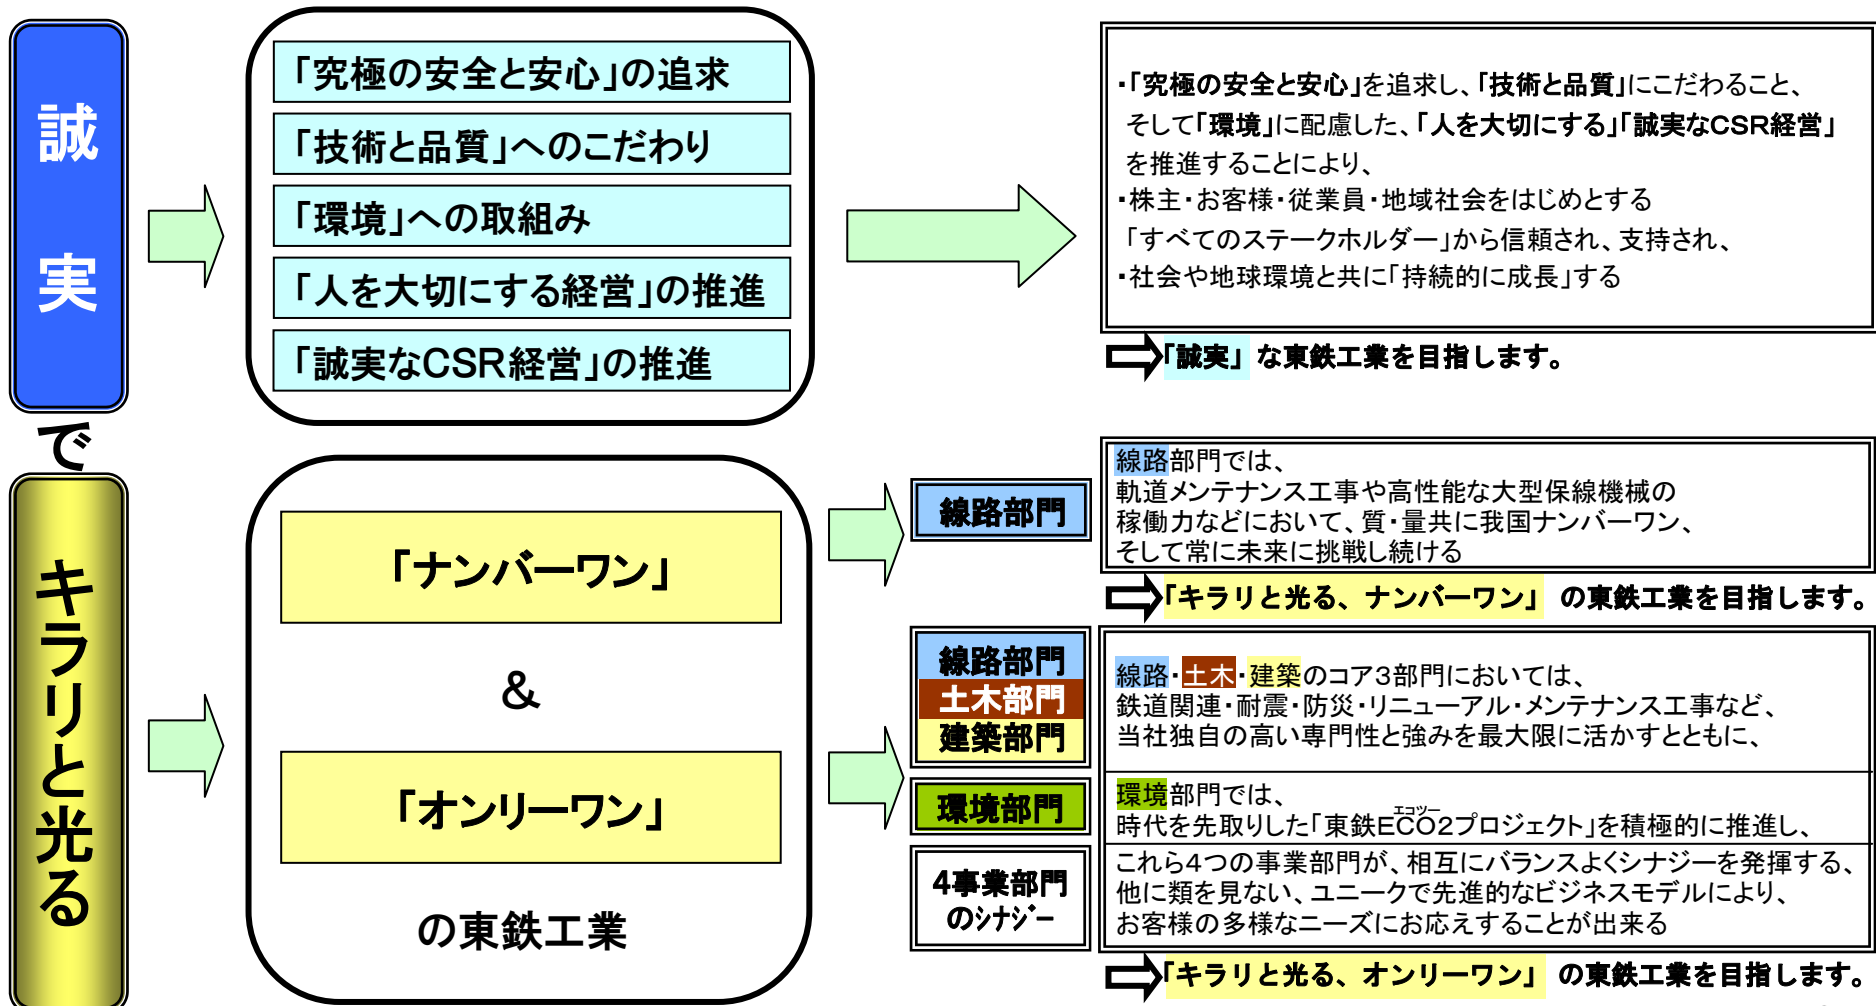 誠実
で
キラリと光る
「究極の安全と安心」の追求
「技術と品質」へのこだわり
「環境」への取組み
「人を大切にする経営」の推進
「誠実なCSR経営」の推進
・「究極の安全と安心」を追求し、「技術と品質」にこだわること、
そして「環境」に配慮した、「人を大切にする」「誠実なCSR経営」
を推進することにより、
・株主・お客様・従業員・地域社会をはじめとする
「すべてのステークホルダー」から信頼され、支持され、
・社会や地球環境と共に「持続的に成長」する
「誠実」な東鉄工業を目指します。
「ナンバーワン」
&
「オンリーワン」
の東鉄工業
線路部門
線路部門では、
軌道メンテナンス工事や高性能な大型保線機械の
稼働力などにおいて、質・量共に我国ナンバーワン、
そして常に未来に挑戦し続ける
「キラリと光る、ナンバーワン」 の東鉄工業を目指します。
線路部門
土木部門
建築部門
線路・土木・建築のコア3部門においては、
鉄道関連・耐震・防災・リニューアル・メンテナンス工事など、
当社独自の高い専門性と強みを最大限に活かすとともに、
環境部門
環境部門では、
エコツー
時代を先取りした「東鉄ECO2プロジェクト」を積極的に推進し、
4事業部門
のシナジー
これら4つの事業部門が、相互にバランスよくシナジーを発揮する、
他に類を見ない、ユニークで先進的なビジネスモデルにより、
お客様の多様なニーズにお応えすることが出来る
「キラリと光る、オンリーワン」 の東鉄工業を目指します。